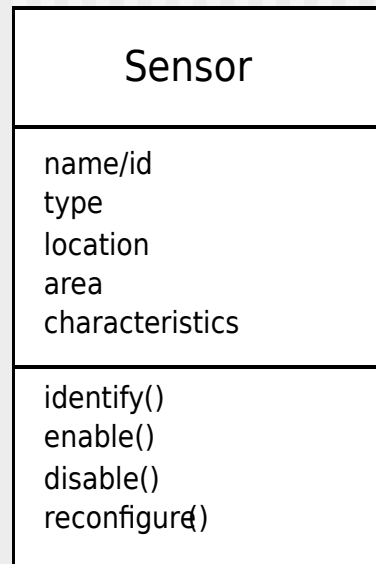 Sensor
name/id
type
location
area
characteristics
identify()
enable()
disable()
reconfigure()